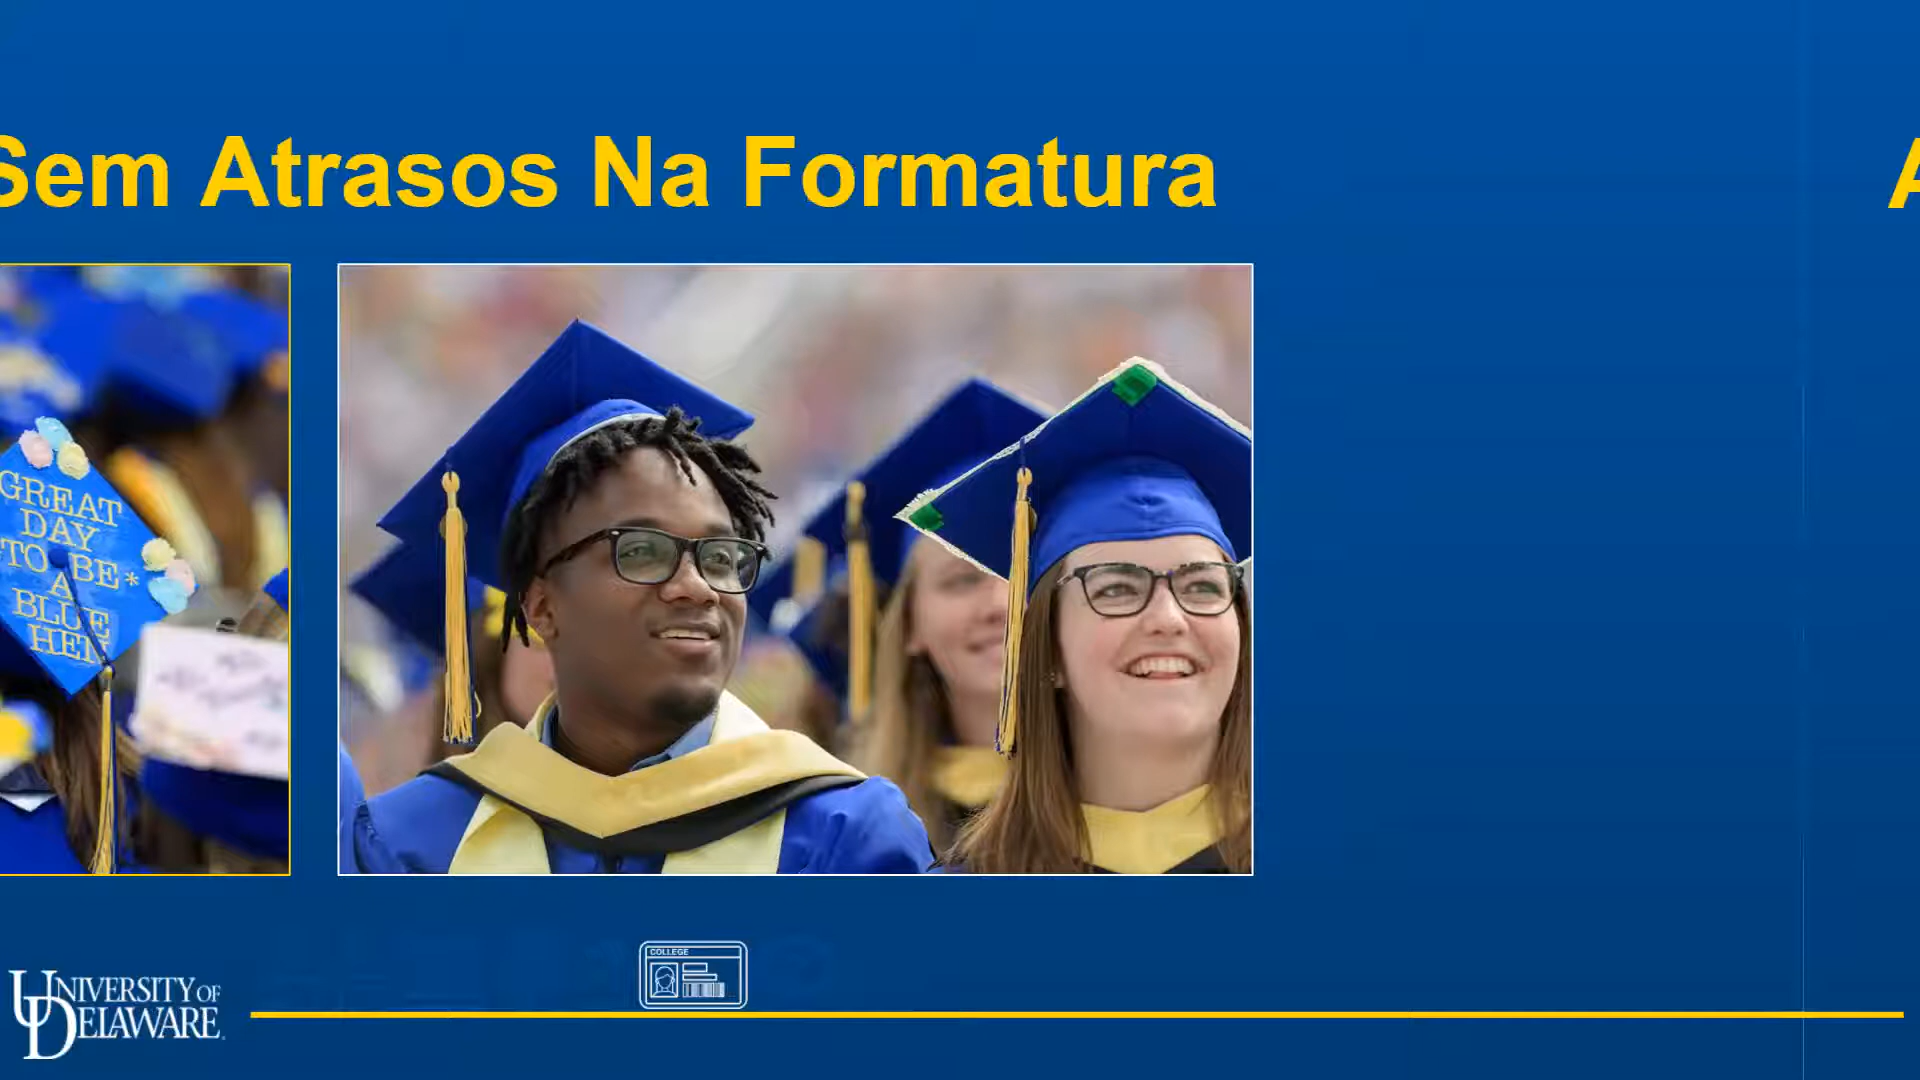 Sem Atrasos Na Formatura
GREAT
DAY
TO BE*
A
BLUE
HEN
COLLEGE
UNIVERSITY OF
DELAWARE